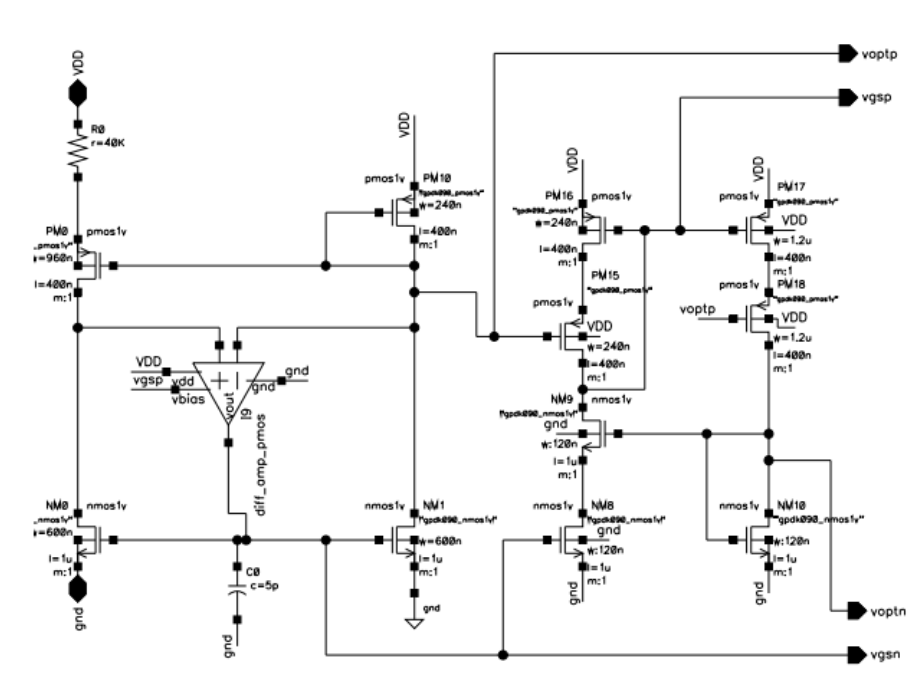 voptp
vgsp
VDD
R0
r=40K
PM0
pmos1v
_pmos1v"
w=960n
l=400n
m:1
VDD
PM10
pmos1v
"gpdk090_pmos1v"
w=240n
l=400n
m:1
VDD
PM16
pmos1v
"gpdk090_pmos1v"
w=240n
l=400n
m:1
VDD
PM17
pmos1v
"gpdk090_pmos1v"
VDD
w=1.2u
l=400n
m:1
PM15
pmos1v
"gpdk090_pmos1v"
VDD
w=240n
l=400n
m:1
PM18
pmos1v
"gpdk090_pmos1v"
voptp
VDD
w=1.2u
l=400n
m:1
VDD
vdd
vgsp
vbias
gnd
gnd
vout
I9
diff_amp_pmos
NM9
nmos1v
"gpdk090_nmos1v"
gnd
w:120n
l=1u
m:1
NM0
nmos1v
_nmos1v"
w=600n
l=1u
m:1
gnd
C0
c=5p
gnd
NM1
nmos1v
"gpdk090_nmos1v"
w=600n
l=1u
m:1
gnd
NM8
nmos1v
"gpdk090_nmos1v"
gnd
w:120n
l=1u
m:1
gnd
NM10
nmos1v
"gpdk090_nmos1v"
w:120n
l=1u
m:1
gnd
voptn
vgsn